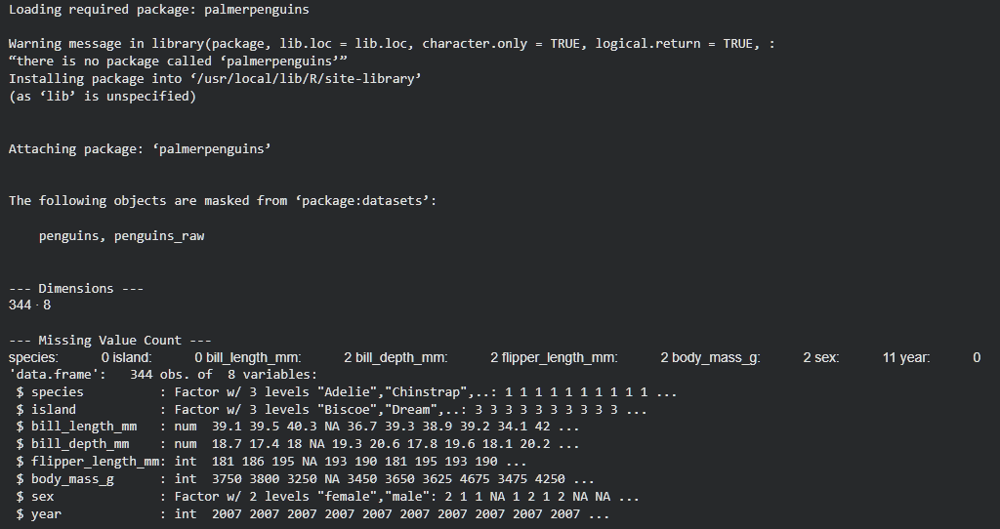 Loading required package: palmerpenguins
Warning message in library(package, lib.loc = lib.loc, character.only = TRUE, logical.return = TRUE, :
“there is no package called ‘palmerpenguins’”
Installing package into ‘/usr/local/lib/R/site-library’
(as ‘lib’ is unspecified)
Attaching package: ‘palmerpenguins’
The following objects are masked from ‘package:datasets’:
    penguins, penguins_raw
--- Dimensions ---
344 · 8
--- Missing Value Count ---
species: 0 island: 0 bill_length_mm: 2 bill_depth_mm: 2 flipper_length_mm: 2 body_mass_g: 2 sex: 11 year: 0
'data.frame':   344 obs. of  8 variables:
 $ species          : Factor w/ 3 levels "Adelie","Chinstrap",..: 1 1 1 1 1 1 1 1 1 1 ...
 $ island           : Factor w/ 3 levels "Biscoe","Dream",..: 3 3 3 3 3 3 3 3 3 3 ...
 $ bill_length_mm   : num  39.1 39.5 40.3 NA 36.7 39.3 38.9 39.2 34.1 42 ...
 $ bill_depth_mm    : num  18.7 17.4 18 NA 19.3 20.6 17.8 19.6 18.1 20.2 ...
 $ flipper_length_mm: int  181 186 195 NA 193 190 181 195 193 190 ...
 $ body_mass_g      : int  3750 3800 3250 NA 3450 3650 3625 4675 3475 4250 ...
 $ sex              : Factor w/ 2 levels "female","male": 2 1 1 NA 1 2 1 2 NA NA ...
 $ year             : int  2007 2007 2007 2007 2007 2007 2007 2007 2007 2007 ...